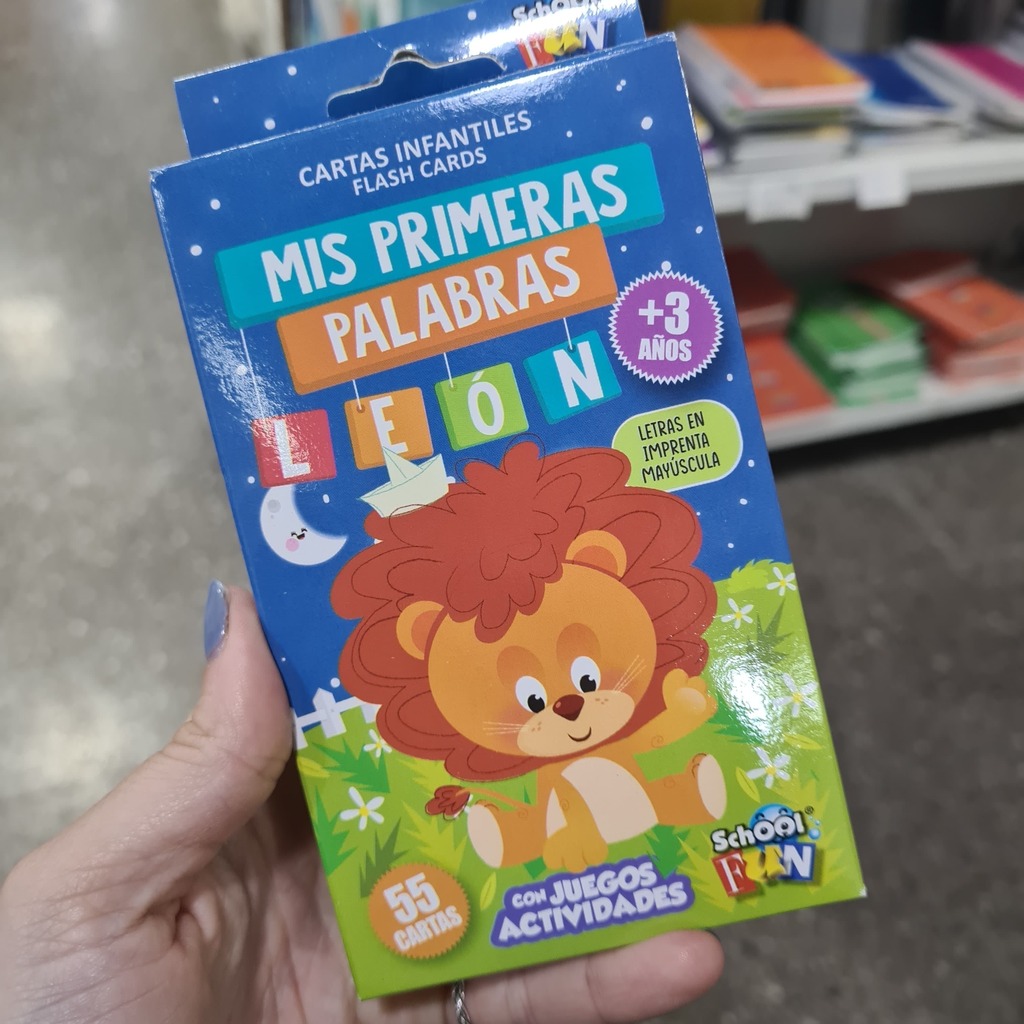 School
FUN
CARTAS INFANTILES
FLASH CARDS
MIS PRIMERAS
PALABRAS
+3
AÑOS
LEÓN
LETRAS EN
IMPRENTA
MAYÚSCULA
55
CARTAS
CON JUEGOS
ACTIVIDADES
SchOOl®
FUN